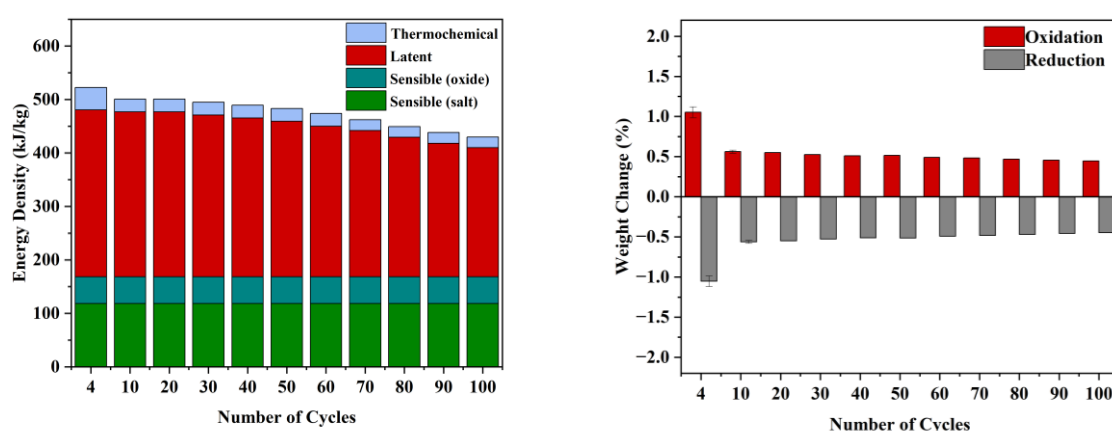 Energy Density (kJ/kg)
600
500
400
300
200
100
0
Thermochemical
Latent
Sensible (oxide)
Sensible (salt)
4 10 20 30 40 50 60 70 80 90 100
Number of Cycles
Weight Change (%)
2.0
1.5
1.0
0.5
0.0
−0.5
−1.0
−1.5
−2.0
Oxidation
Reduction
4 10 20 30 40 50 60 70 80 90 100
Number of Cycles